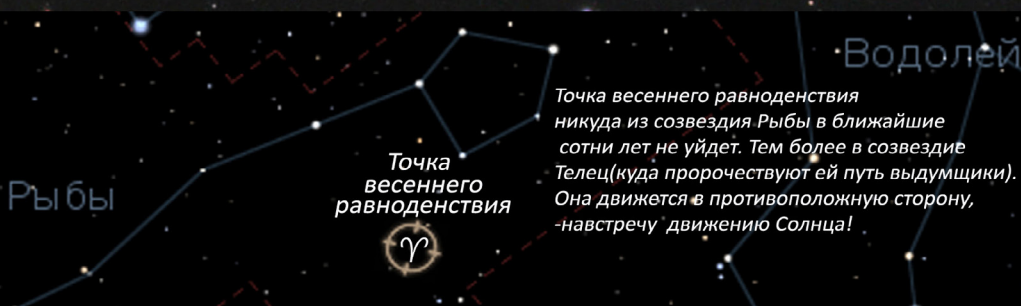 Водолей
Точка весеннего равноденствия
никуда из созвездия Рыбы в ближайшие
сотни лет не уйдет. Тем более в созвездие
Телец(куда пророчествуют ей путь выдумщики).
Она движется в противоположную сторону,
-навстречу движению Солнца!
Точка
весеннего
равноденствия
Рыбы
♈